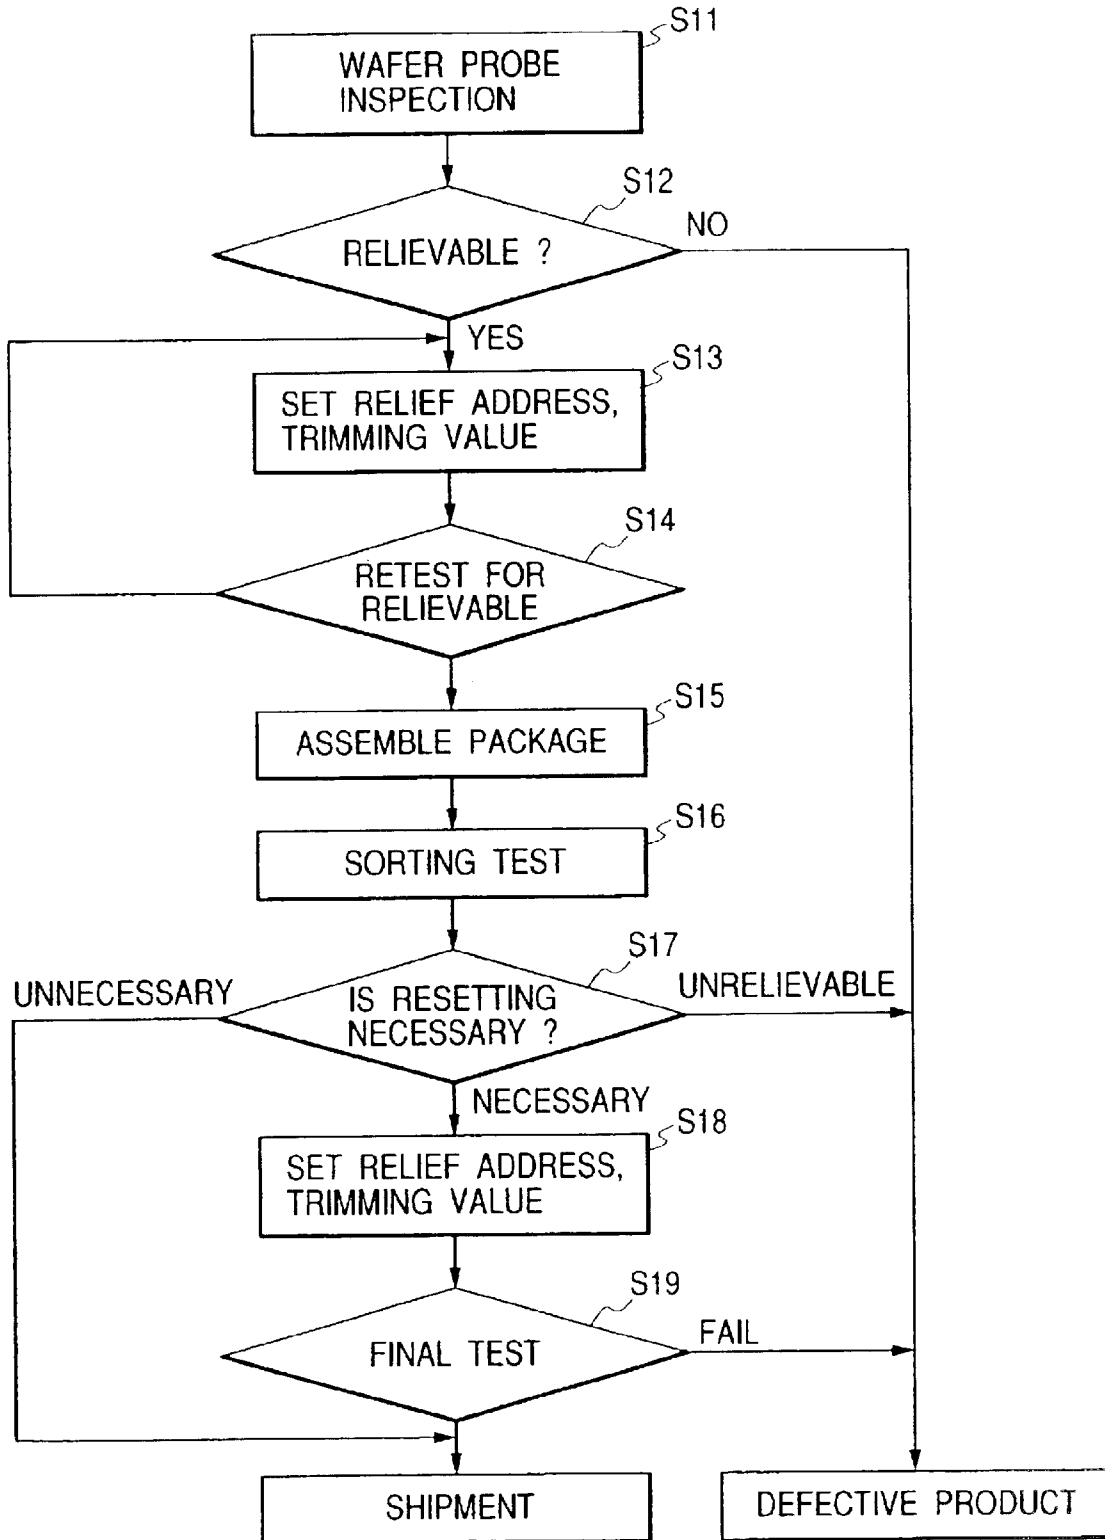 S11
WAFER PROBE
INSPECTION
S12
RELIEVABLE ?
NO
YES
S13
SET RELIEF ADDRESS,
TRIMMING VALUE
S14
RETEST FOR
RELIEVABLE
S15
ASSEMBLE PACKAGE
S16
SORTING TEST
S17
UNNECESSARY
IS RESETTING
NECESSARY ?
UNRELIEVABLE
NECESSARY
S18
SET RELIEF ADDRESS,
TRIMMING VALUE
S19
FINAL TEST
FAIL
SHIPMENT
DEFECTIVE PRODUCT